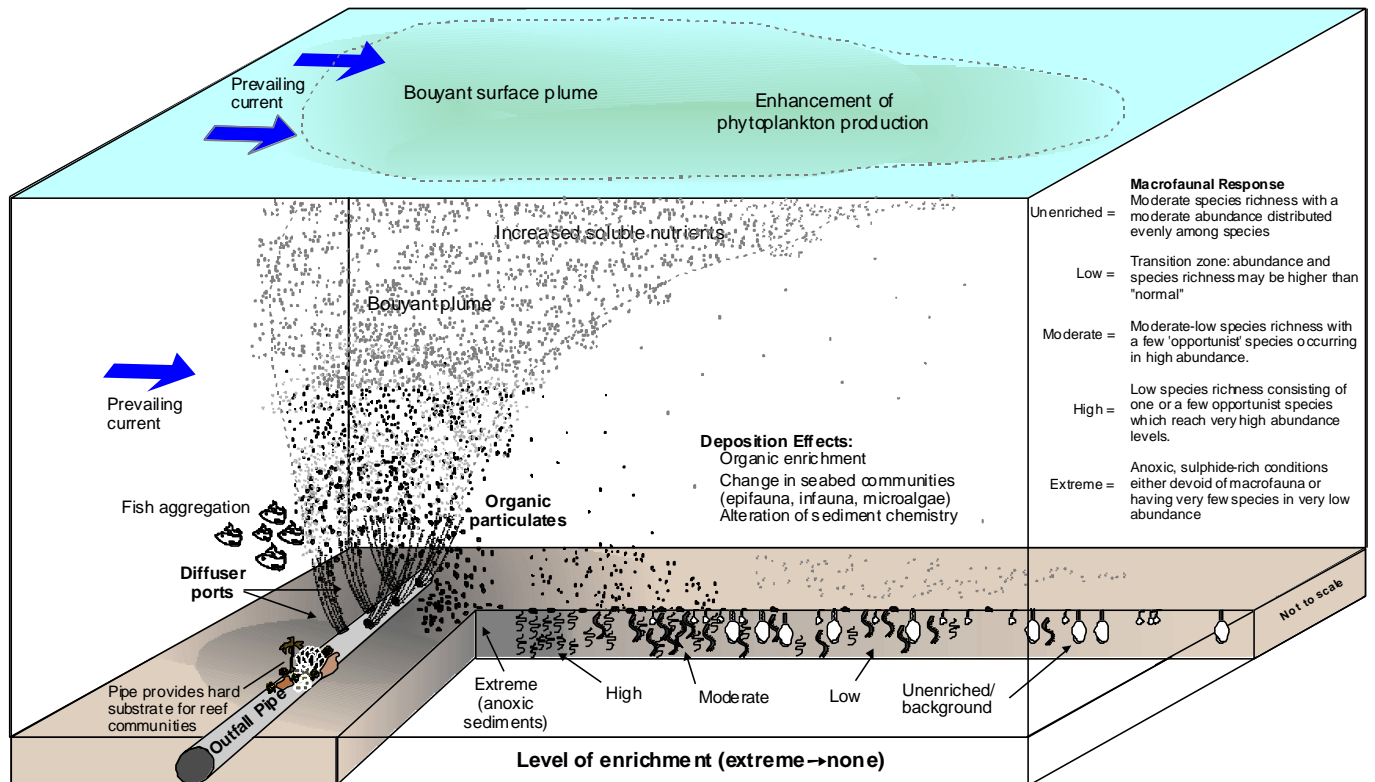 Prevailing
current
Bouyant surface plume
Enhancement of
phytoplankton production
Macrofaunal Response
Unenriched =
Moderate species richness with a
moderate abundance distributed
evenly among species
Low =
Transition zone: abundance and
species richness may be higher than
"normal"
Moderate =
Moderate-low species richness with
a few 'opportunist' species occurring
in high abundance.
High =
Low species richness consisting of
one or a few opportunist species
which reach very high abundance
levels.
Extreme =
Anoxic, sulphide-rich conditions
either devoid of macrofauna or
having very few species in very low
abundance
Increased soluble nutrients
Bouyant plume
Prevailing
current
Deposition Effects:
Organic enrichment
Change in seabed communities
(epifauna, infauna, microalgae)
Alteration of sediment chemistry
Fish aggregation
Organic
particulates
Diffuser
ports
Not to scale
Pipe provides hard
substrate for reef
communities
Outfall Pipe
Extreme
(anoxic
sediments)
High
Moderate
Low
Unenriched/
background
Level of enrichment (extreme→none)